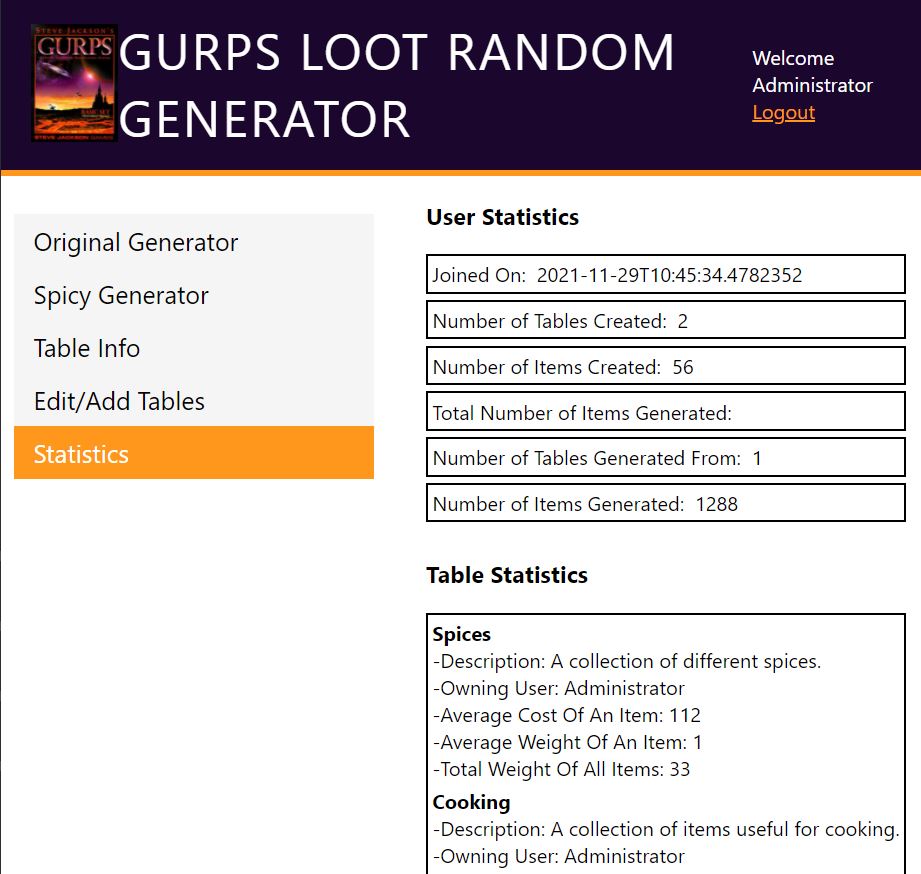 STEVE JACKSON'S
GURPS
BASIC SET
STEVE JACKSON GAMES
GURPS LOOT RANDOM
GENERATOR
Welcome
Administrator
Logout
Original Generator
Spicy Generator
Table Info
Edit/Add Tables
Statistics
User Statistics
Joined On: 2021-11-29T10:45:34.4782352
Number of Tables Created: 2
Number of Items Created: 56
Total Number of Items Generated:
Number of Tables Generated From: 1
Number of Items Generated: 1288
Table Statistics
Spices
-Description: A collection of different spices.
-Owning User: Administrator
-Average Cost Of An Item: 112
-Average Weight Of An Item: 1
-Total Weight Of All Items: 33
Cooking
-Description: A collection of items useful for cooking.
-Owning User: Administrator